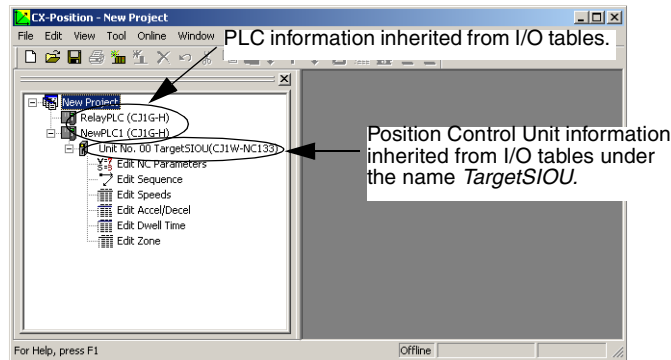 CX-Position - New Project
File Edit View Tool Online Window
PLC information inherited from I/O tables.
New Project
RelayPLC (CJ1G-H)
NewPLC1 (CJ1G-H)
Unit No. 00 TargetSIOU(CJ1W-NC133)
Edit NC Parameters
Edit Sequence
Edit Speeds
Edit Accel/Decel
Edit Dwell Time
Edit Zone
Position Control Unit information
inherited from I/O tables under
the name TargetSIOU.
For Help, press F1
Offline